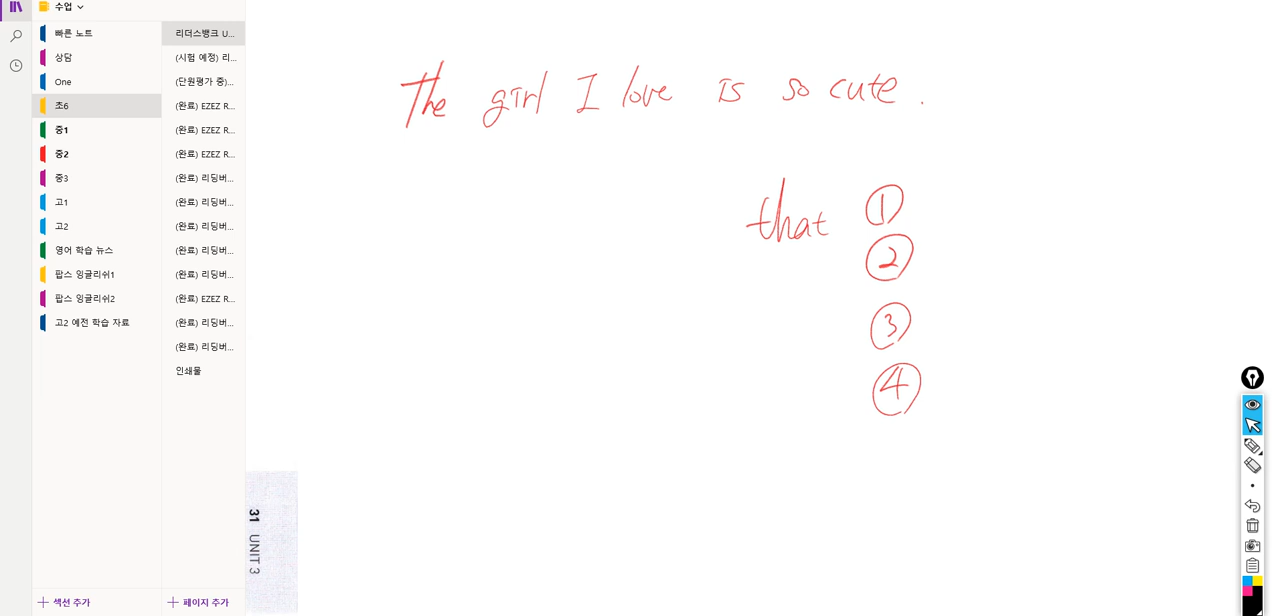 수업
빠른 노트
상담
One
초6
중1
중2
중3
고1
고2
영어 학습 뉴스
팝스 잉글리쉬1
팝스 잉글리쉬2
고2 예전 학습 자료
섹션 추가
리더스뱅크 U...
(시험 예정) 리...
(단원평가 중)...
(완료) EZEZ R...
(완료) EZEZ R...
(완료) EZEZ R...
(완료) 리딩버...
(완료) 리딩버...
(완료) 리딩버...
(완료) 리딩버...
(완료) 리딩버...
(완료) EZEZ R...
(완료) 리딩버...
(완료) 리딩버...
인쇄물
페이지 추가
The girl I love is so cute.
that ①
②
③
④
31 UNIT 3